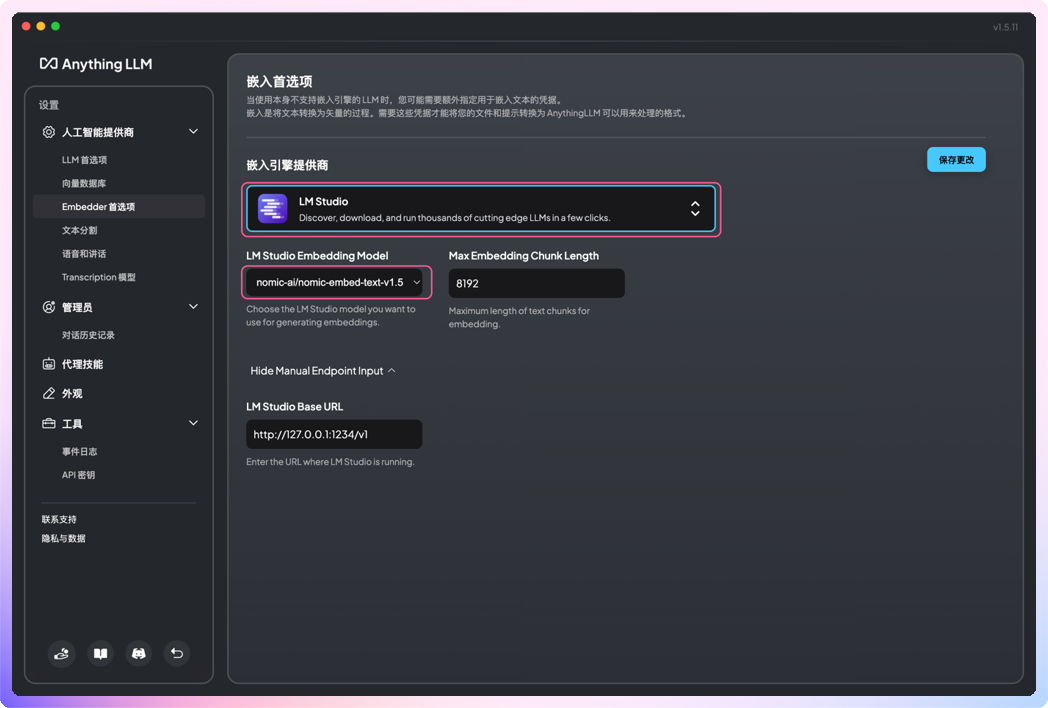 v1.5.11
Anything LLM
设置
人工智能提供商
LLM 首选项
向量数据库
Embedder 首选项
文本分割
语音和讲话
Transcription 模型
管理员
对话历史记录
代理技能
外观
工具
事件日志
API 密钥
联系支持
隐私与数据
嵌入首选项
当使用本身不支持嵌入引擎的 LLM 时，您可能需要额外指定用于嵌入文本的凭据。
嵌入是将文本转换为矢量的过程。需要这些凭据才能将您的文件和提示转换为 AnythingLLM 可以用来处理的格式。
保存更改
嵌入引擎提供商
LM Studio
Discover, download, and run thousands of cutting edge LLMs in a few clicks.
LM Studio Embedding Model
nomic-ai/nomic-embed-text-v1.5
Choose the LM Studio model you want to
use for generating embeddings.
Max Embedding Chunk Length
8192
Maximum length of text chunks for
embedding.
Hide Manual Endpoint Input
LM Studio Base URL
http://127.0.0.1:1234/v1
Enter the URL where LM Studio is running.